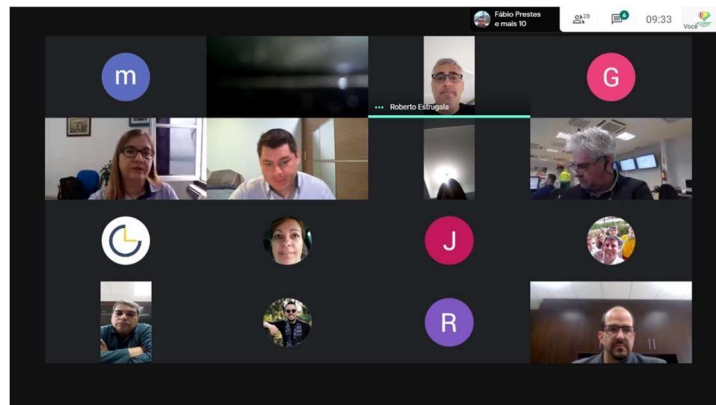 Fábio Prestes
e mais 10
28
6
09:33
Você
m
Roberto Estrugala
G
J
R